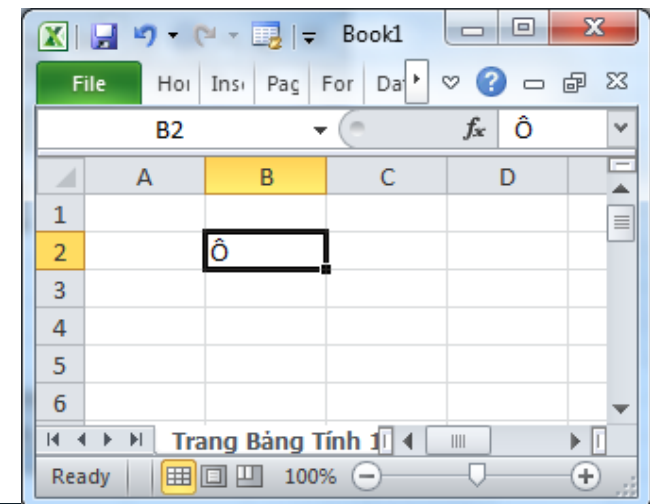 Book1
File Hoı Insı Paç For Daˈ
B2 fx Ô
A B C D
1
2 Ô
3
4
5
6
Trang Bảng Tính 1
Ready 100%